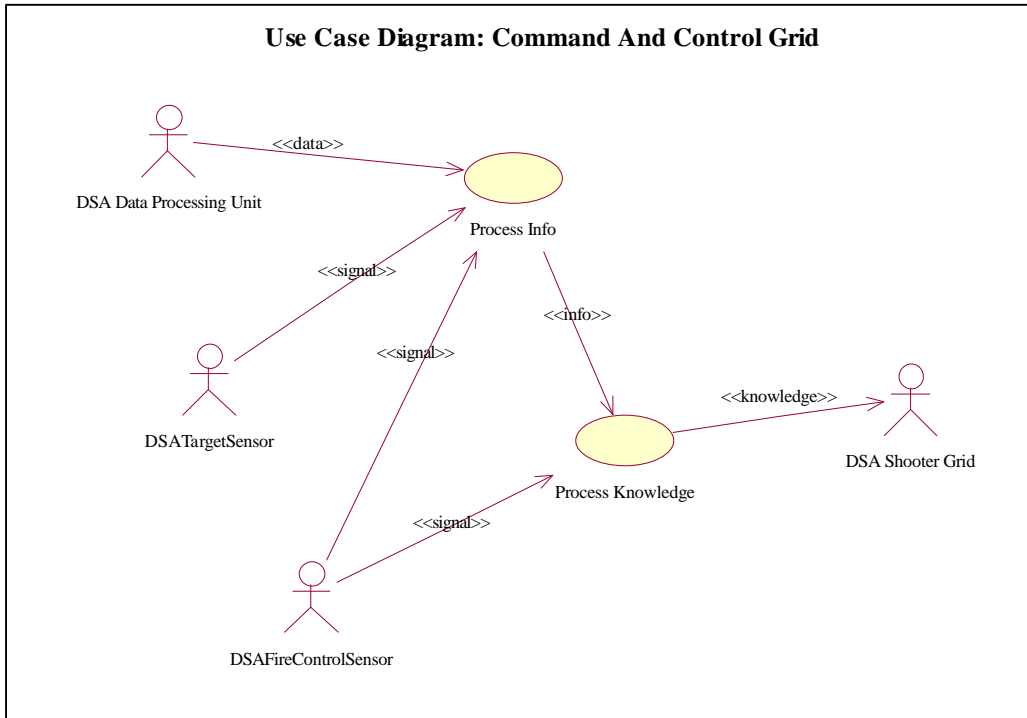 Use Case Diagram: Command And Control Grid
<<data>>
DSA Data Processing Unit
Process Info
<<signal>>
<<info>>
<<signal>>
<<knowledge>>
DSATargetSensor
DSA Shooter Grid
Process Knowledge
<<signal>>
DSAFireControlSensor